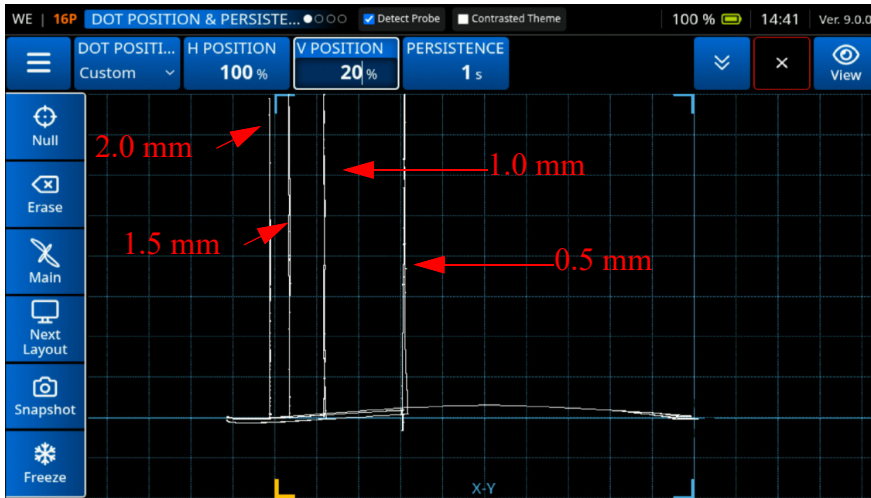 WE | 16P DOT POSITION & PERSISTE... Detect Probe Contrasted Theme 100 % 14:41 Ver. 9.0.0
DOT POSITI... H POSITION V POSITION PERSISTENCE
Custom 100 % 20 % 1 s
View
Null
2.0 mm
1.0 mm
Erase
1.5 mm
0.5 mm
Main
Next
Layout
Snapshot
Freeze
X-Y